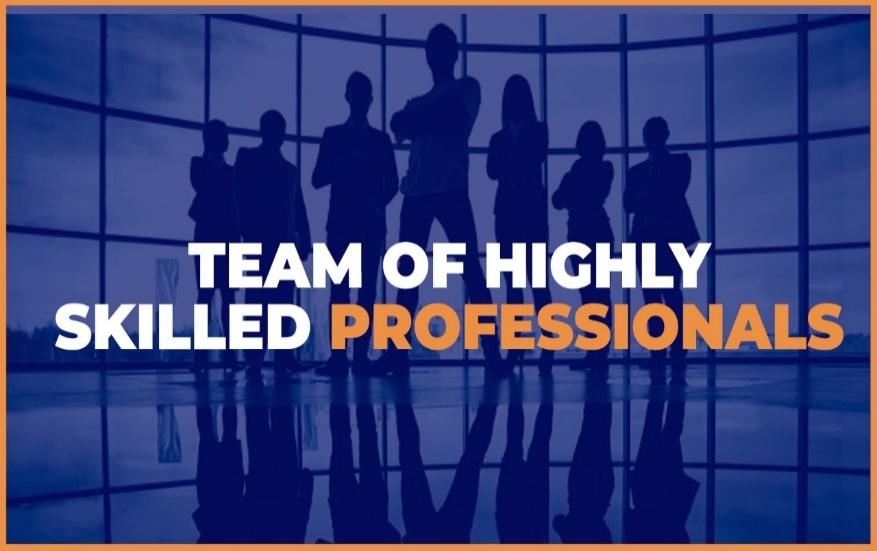 TEAM OF HIGHLY
SKILLED PROFESSIONALS